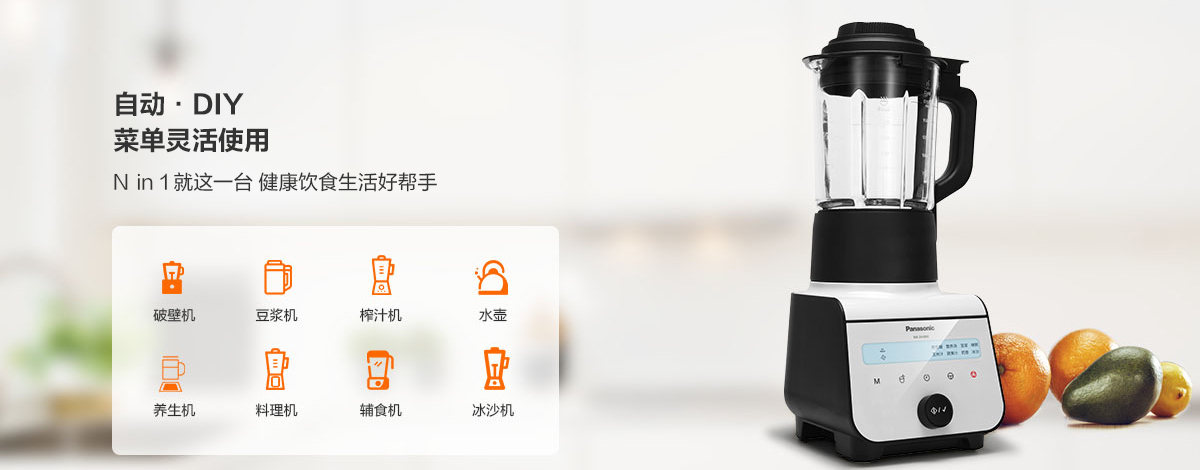 自动 · DIY
菜单灵活使用
N in 1 就这一台 健康饮食生活好帮手
破壁机
豆浆机
榨汁机
水壶
养生机
料理机
辅食机
冰沙机
Panasonic
M